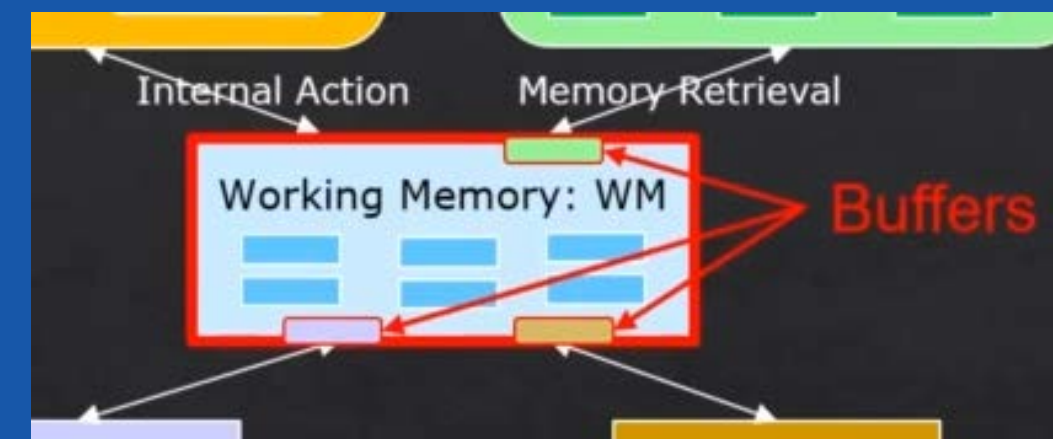 Internal Action
Memory Retrieval
Working Memory: WM
Buffers